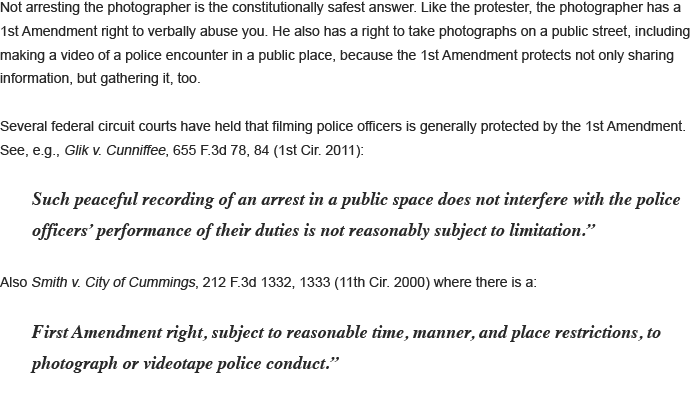 Not arresting the photographer is the constitutionally safest answer. Like the protester, the photographer has a
1st Amendment right to verbally abuse you. He also has a right to take photographs on a public street, including
making a video of a police encounter in a public place, because the 1st Amendment protects not only sharing
information, but gathering it, too.
Several federal circuit courts have held that filming police officers is generally protected by the 1st Amendment.
See, e.g., Glik v. Cunniffee, 655 F.3d 78, 84 (1st Cir. 2011):
Such peaceful recording of an arrest in a public space does not interfere with the police
officers’ performance of their duties is not reasonably subject to limitation.”
Also Smith v. City of Cummings, 212 F.3d 1332, 1333 (11th Cir. 2000) where there is a:
First Amendment right, subject to reasonable time, manner, and place restrictions, to
photograph or videotape police conduct.”